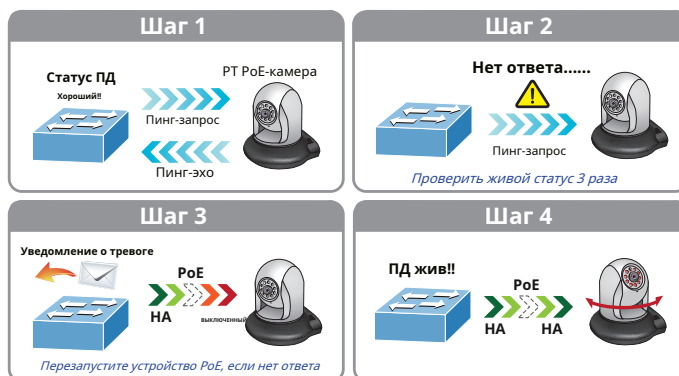 Шаг 1
Статус ПД
Хороший!!
PT PoE-камера
Пинг-запрос
Пинг-эхо
Шаг 2
Нет ответа......
Пинг-запрос
Проверить живой статус 3 раза
Шаг 3
Уведомление о тревоге
PoE
НА
выключенный
Перезапустите устройство PoE, если нет ответа
Шаг 4
ПД жив!!
PoE
НА НА